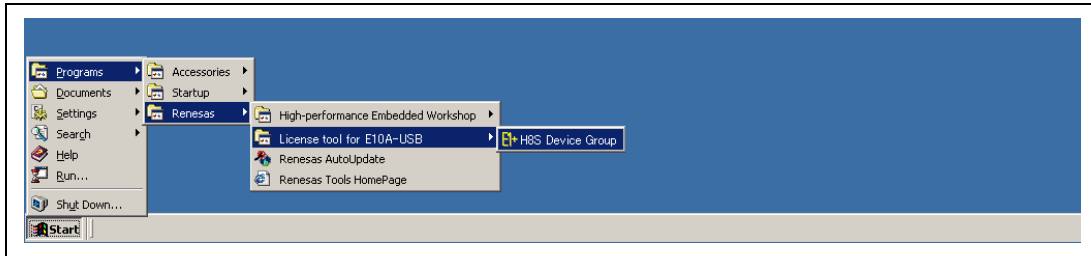 Programs
Documents
Settings
Search
Help
Run...
Shut Down...
Start
Accessories
Startup
Renesas
High-performance Embedded Workshop
License tool for E10A-USB
Renesas AutoUpdate
Renesas Tools HomePage
H8S Device Group